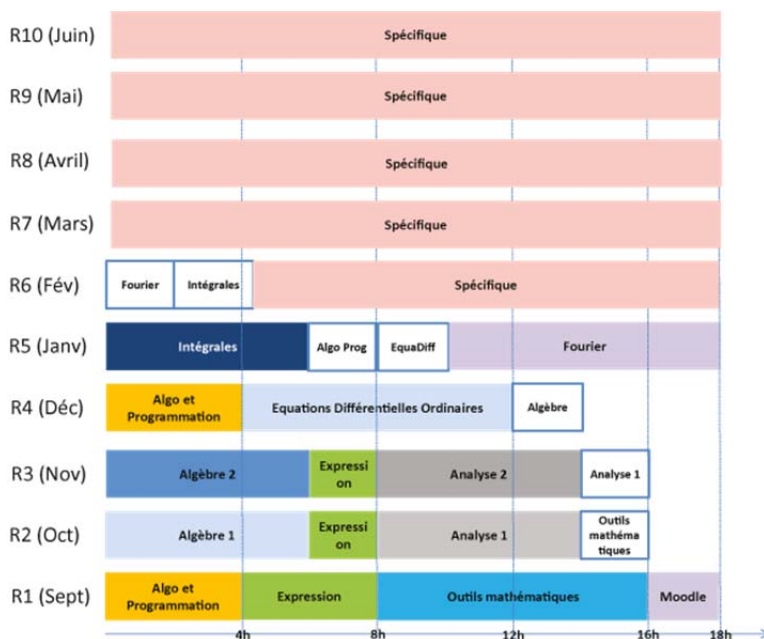 R10 (Juin)
Spécifique
R9 (Mai)
Spécifique
R8 (Avril)
Spécifique
R7 (Mars)
Spécifique
R6 (Fév)
Fourier
Intégrales
Spécifique
R5 (Janv)
Intégrales
Algo Prog
EquaDiff
Fourier
R4 (Déc)
Algo et
Programmation
Equations Différentielles Ordinaires
Algèbre
R3 (Nov)
Algèbre 2
Expressi
on
Analyse 2
Analyse 1
R2 (Oct)
Algèbre 1
Expressi
on
Analyse 1
Outils
mathéma
tiques
R1 (Sept)
Algo et
Programmation
Expression
Outils mathématiques
Moodle
4h
8h
12h
16h
18h